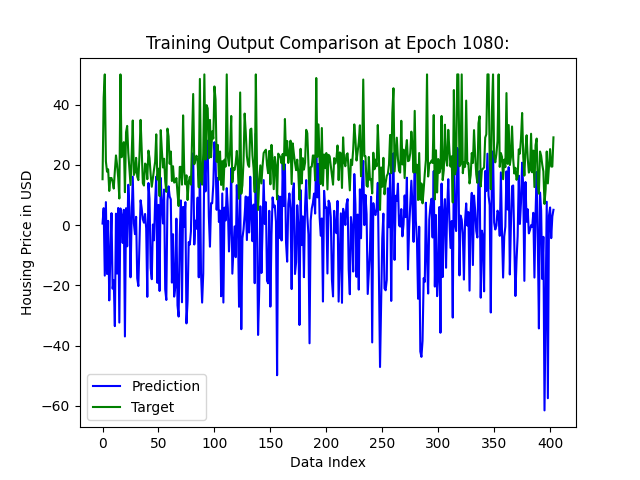 Training Output Comparison at Epoch 1080:
Housing Price in USD
40
20
0
−20
−40
−60
Prediction
Target
0 50 100 150 200 250 300 350 400
Data Index